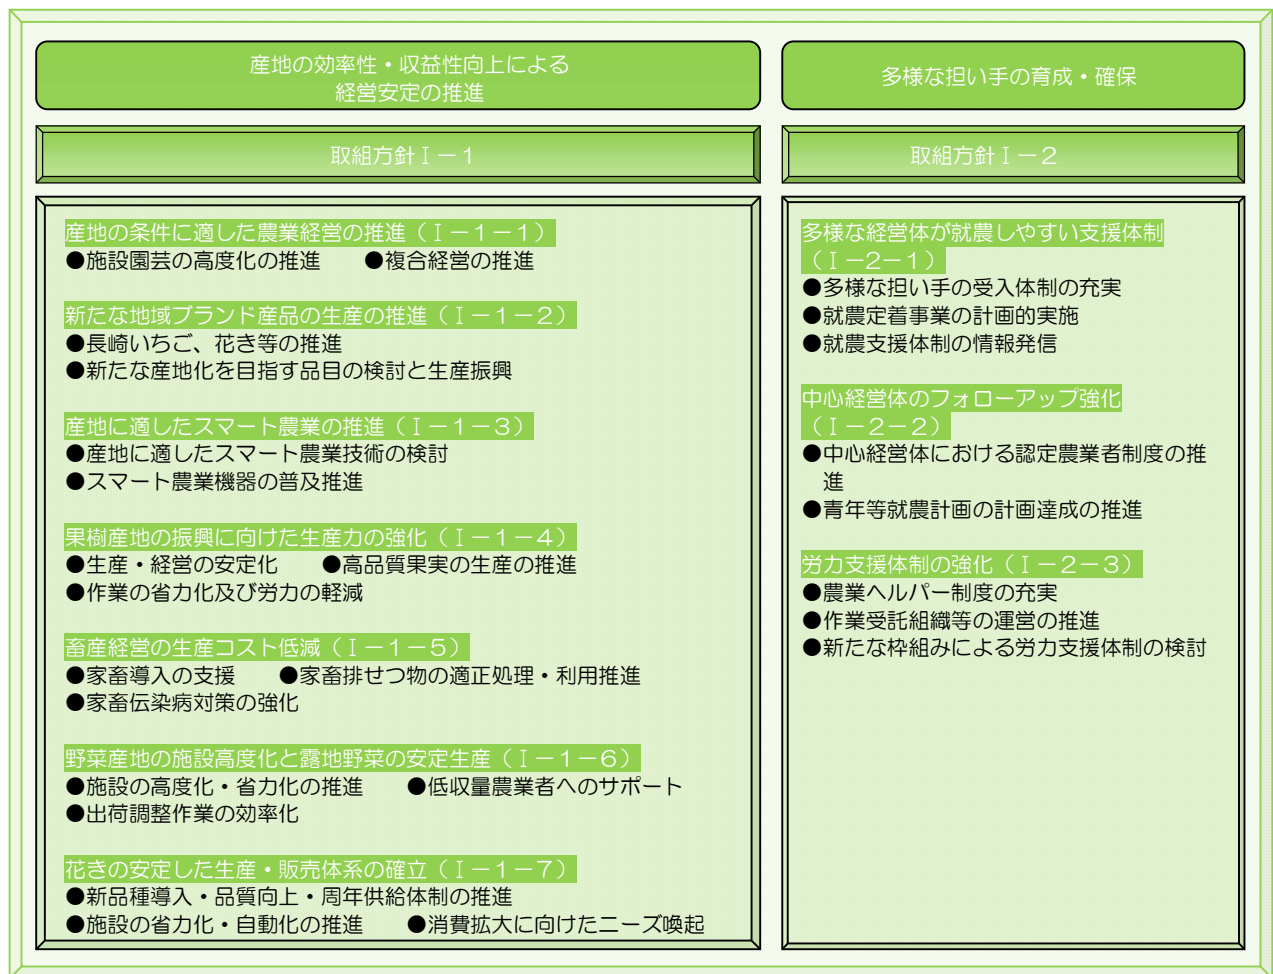 産地の効率性・収益性向上による
経営安定の推進
取組方針Ⅰ－１
産地の条件に適した農業経営の推進（Ⅰ－１－１）
●施設園芸の高度化の推進　　●複合経営の推進
新たな地域ブランド産品の生産の推進（Ⅰ－１－２）
●長崎いちご、花き等の推進
●新たな産地化を目指す品目の検討と生産振興
産地に適したスマート農業の推進（Ⅰ－１－３）
●産地に適したスマート農業技術の検討
●スマート農業機器の普及推進
果樹産地の振興に向けた生産力の強化（Ⅰ－１－４）
●生産・経営の安定化　　●高品質果実の生産の推進
●作業の省力化及び労力の軽減
畜産経営の生産コスト低減（Ⅰ－１－５）
●家畜導入の支援　　●家畜排せつ物の適正処理・利用推進
●家畜伝染病対策の強化
野菜産地の施設高度化と露地野菜の安定生産（Ⅰ－１－６）
●施設の高度化・省力化の推進　　●低収量農業者へのサポート
●出荷調整作業の効率化
花きの安定した生産・販売体系の確立（Ⅰ－１－７）
●新品種導入・品質向上・周年供給体制の推進
●施設の省力化・自動化の推進　　●消費拡大に向けたニーズ喚起
多様な担い手の育成・確保
取組方針Ⅰ－２
多様な経営体が就農しやすい支援体制
（Ⅰ－２－１）
●多様な担い手の受入体制の充実
●就農定着事業の計画的実施
●就農支援体制の情報発信
中心経営体のフォローアップ強化
（Ⅰ－２－２）
●中心経営体における認定農業者制度の推
進
●青年等就農計画の計画達成の推進
労力支援体制の強化（Ⅰ－２－３）
●農業ヘルパー制度の充実
●作業受託組織等の運営の推進
●新たな枠組みによる労力支援体制の検討